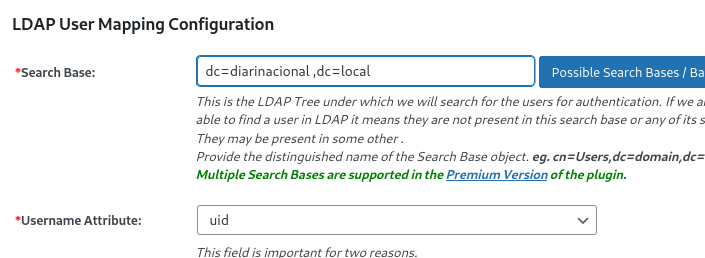 LDAP User Mapping Configuration
*Search Base: dc=diarinacional ,dc=local Possible Search Bases / Ba
This is the LDAP Tree under which we will search for the users for authentication. If we ar
able to find a user in LDAP it means they are not present in this search base or any of its s
They may be present in some other .
Provide the distinguished name of the Search Base object. eg. cn=Users,dc=domain,dc=
Multiple Search Bases are supported in the Premium Version of the plugin.
*Username Attribute: uid
This field is important for two reasons.